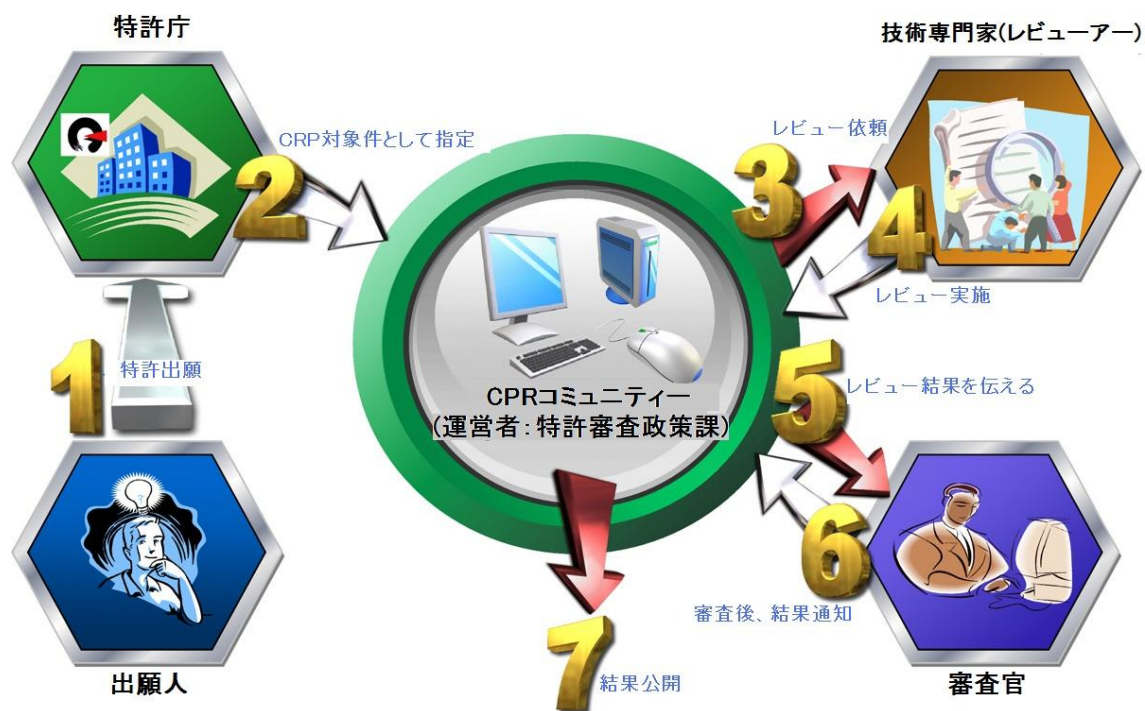 特許庁
技術専門家(レビューアー)
2
CRP対象件として指定
レビュー依頼
3
4
レビュー実施
1
特許出願
CPRコミュニティー
(運営者:特許審査政策課)
5
レビュー結果を伝える
6
審査後、結果通知
7
結果公開
出願人
審査官